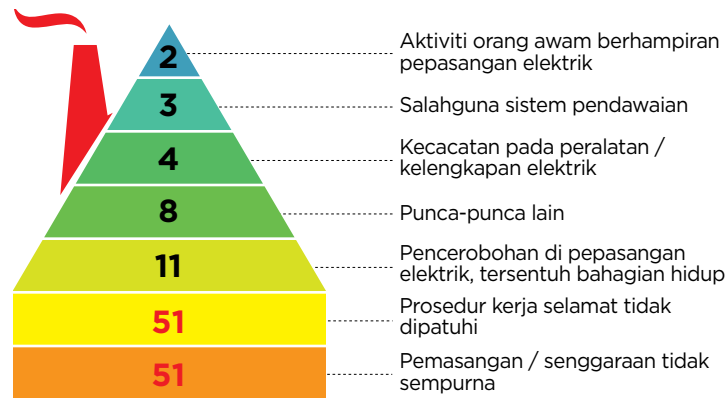 2
Aktiviti orang awam berhampiran
pepasangan elektrik
3
Salahguna sistem pendawaian
4
Kecacatan pada peralatan /
kelengkapan elektrik
8
Punca-punca lain
11
Pencerobohan di pepasangan
elektrik, tersentuh bahagian hidup
51
Prosedur kerja selamat tidak
dipatuhi
51
Pemasangan / senggaraan tidak
sempurna